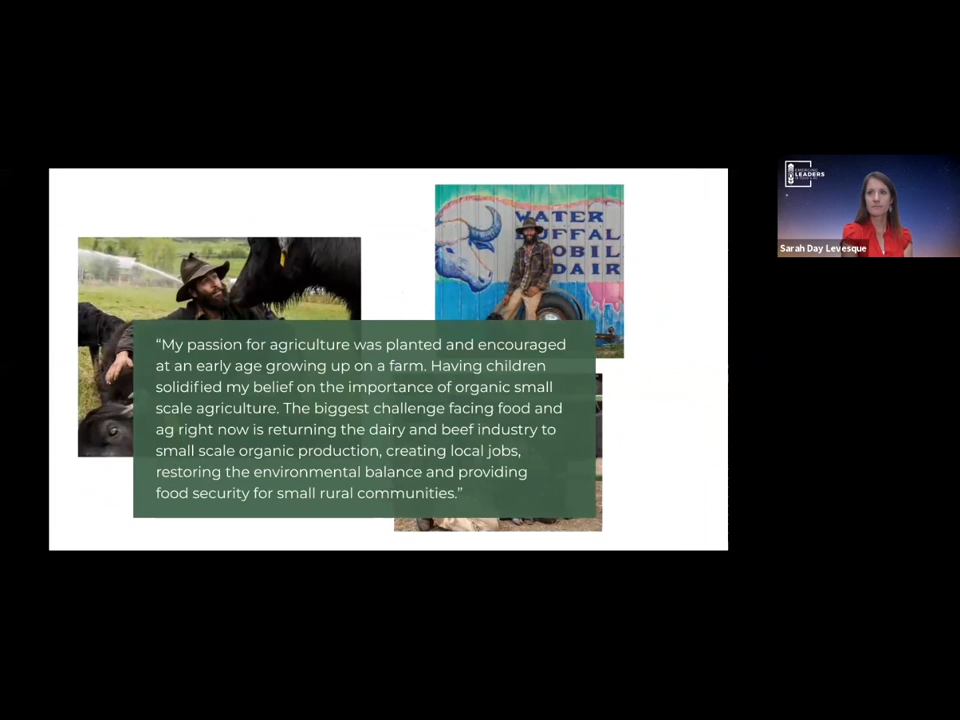 WATER
UFFAL
OBIL
DAIR
“My passion for agriculture was planted and encouraged
at an early age growing up on a farm. Having children
solidified my belief on the importance of organic small
scale agriculture. The biggest challenge facing food and
ag right now is returning the dairy and beef industry to
small scale organic production, creating local jobs,
restoring the environmental balance and providing
food security for small rural communities.”
LEADERS
Sarah Day Levesque